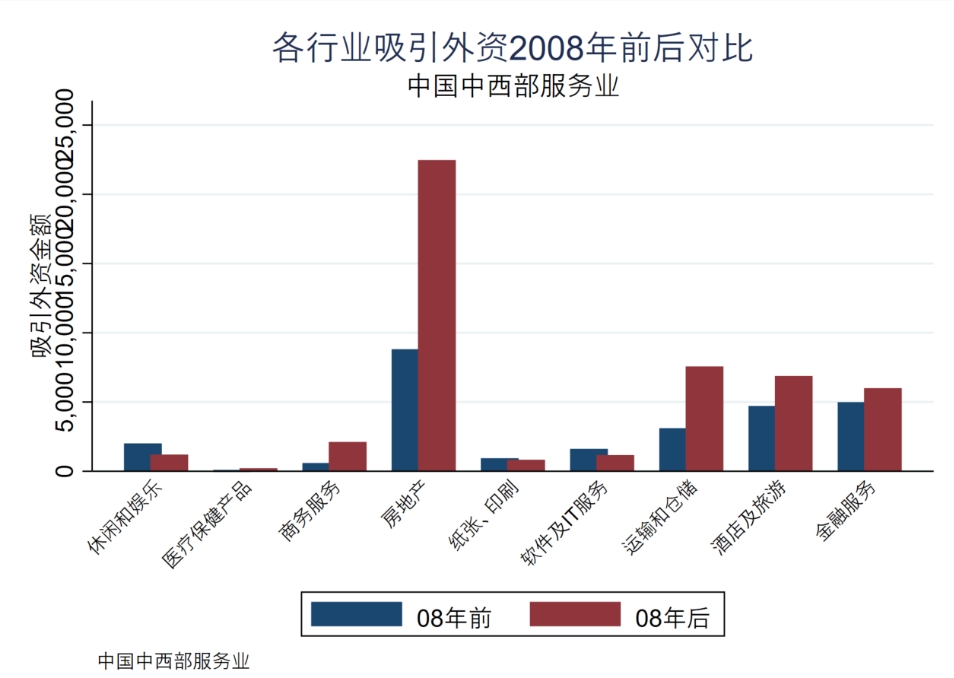 各行业吸引外资2008年前后对比
中国中西部服务业
吸引外资金额
25,000
20,000
15,000
10,000
5,000
0
休闲和娱乐
医疗保健产品
商务服务
房地产
纸张、印刷
软件及IT服务
运输和仓储
酒店及旅游
金融服务
08年前
08年后
中国中西部服务业